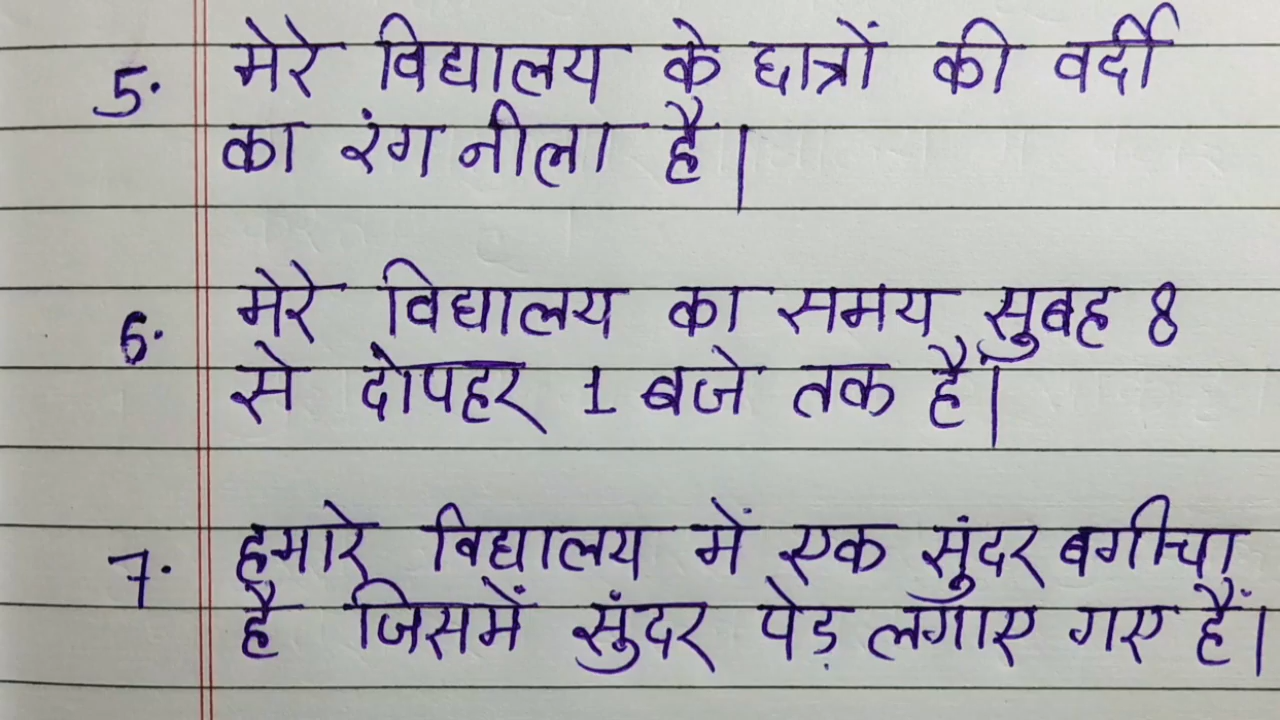 5. मेरे विद्यालय के छात्रों की वर्दी
का रंग नीला है।
6. मेरे विद्यालय का समय सुबह 8
से दोपहर 1 बजे तक है।
7. हमारे विद्यालय में एक सुंदर बगीचा
है जिसमें सुंदर पेड़ लगाए गए हैं।